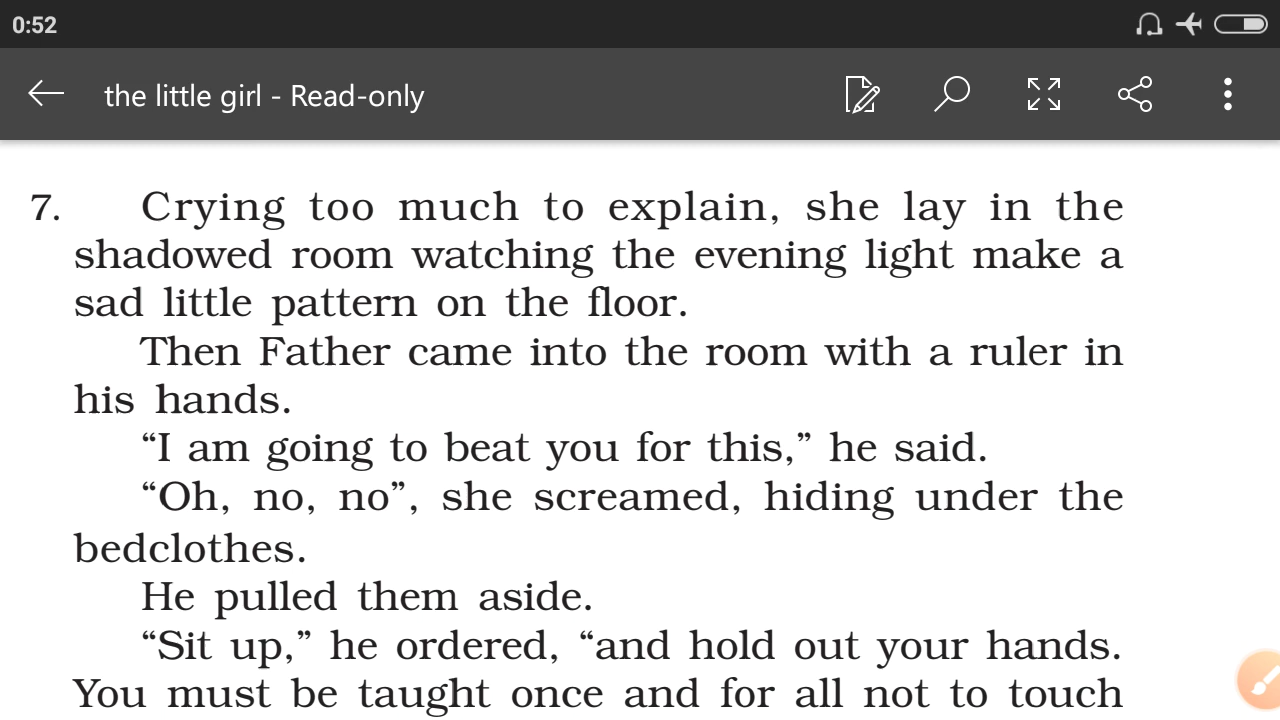 0:52
the little girl - Read-only
7. Crying too much to explain, she lay in the
shadowed room watching the evening light make a
sad little pattern on the floor.
Then Father came into the room with a ruler in
his hands.
“I am going to beat you for this,” he said.
“Oh, no, no”, she screamed, hiding under the
bedclothes.
He pulled them aside.
“Sit up,” he ordered, “and hold out your hands.
You must be taught once and for all not to touch